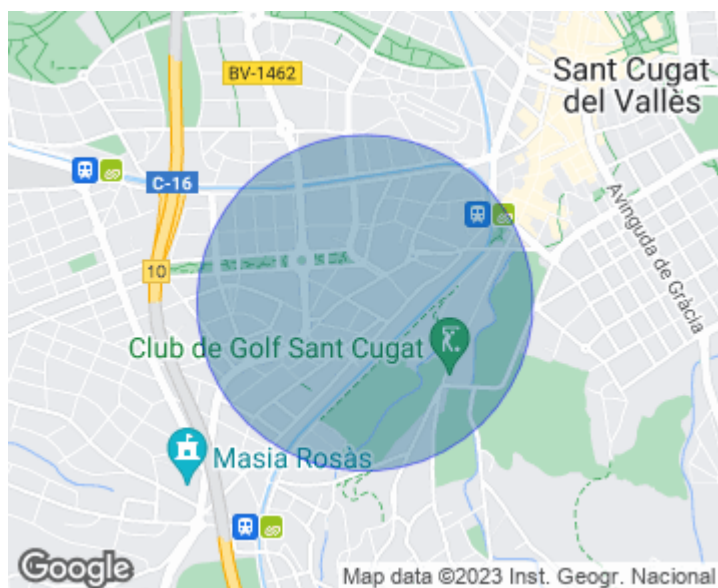 BV-1462
Sant Cugat
del Vallès
C-16
Avinguda de Gràcia
10
Club de Golf Sant Cugat
Masia Rosàs
Google
Map data ©2023 Inst. Geogr. Nacional